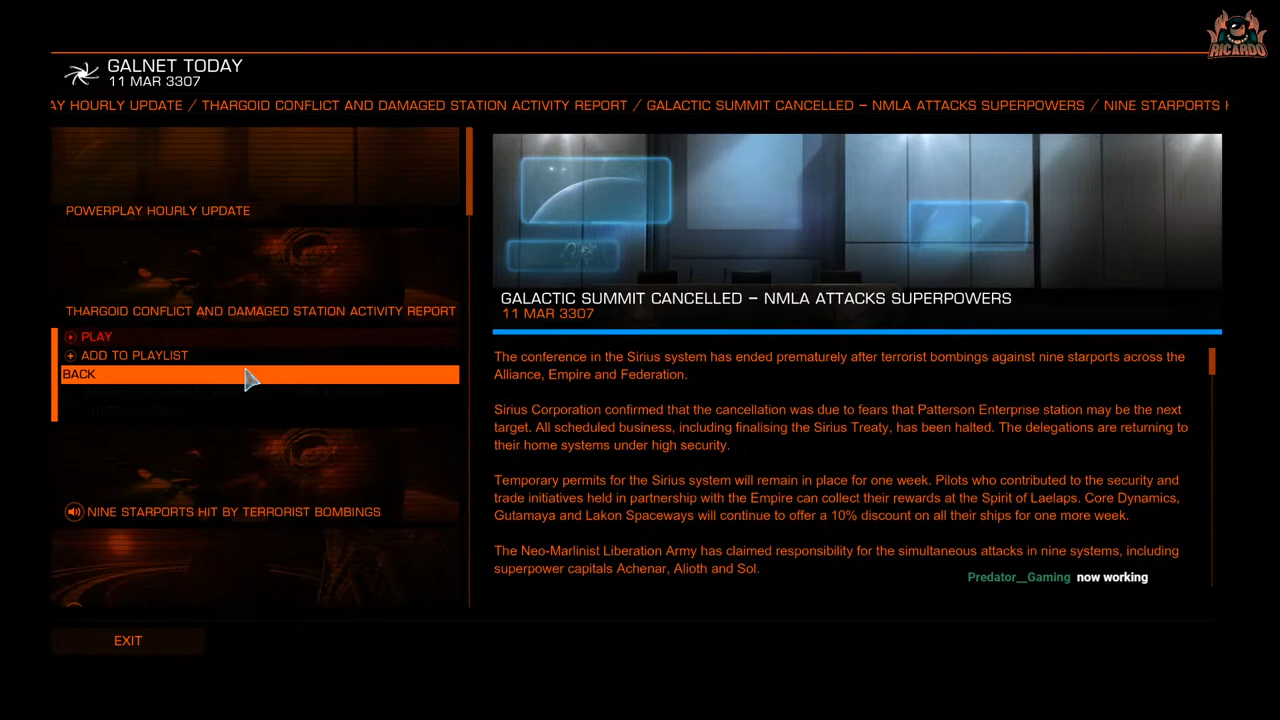 RICARDO
GALNET TODAY
11 MAR 3307
AY HOURLY UPDATE / THARGOID CONFLICT AND DAMAGED STATION ACTIVITY REPORT / GALACTIC SUMMIT CANCELLED – NMLA ATTACKS SUPERPOWERS / NINE STARPORTS
POWERPLAY HOURLY UPDATE
THARGOID CONFLICT AND DAMAGED STATION ACTIVITY REPORT
PLAY
ADD TO PLAYLIST
BACK
NINE STARPORTS HIT BY TERRORIST BOMBINGS
EXIT
GALACTIC SUMMIT CANCELLED – NMLA ATTACKS SUPERPOWERS
11 MAR 3307
The conference in the Sirius system has ended prematurely after terrorist bombings against nine starports across the
Alliance, Empire and Federation.
Sirius Corporation confirmed that the cancellation was due to fears that Patterson Enterprise station may be the next
target. All scheduled business, including finalising the Sirius Treaty, has been halted. The delegations are returning to
their home systems under high security.
Temporary permits for the Sirius system will remain in place for one week. Pilots who contributed to the security and
trade initiatives held in partnership with the Empire can collect their rewards at the Spirit of Laelaps. Core Dynamics,
Gutamaya and Lakon Spaceways will continue to offer a 10% discount on all their ships for one more week.
The Neo-Marlinist Liberation Army has claimed responsibility for the simultaneous attacks in nine systems, including
superpower capitals Achenar, Alioth and Sol.
Predator__Gaming now working